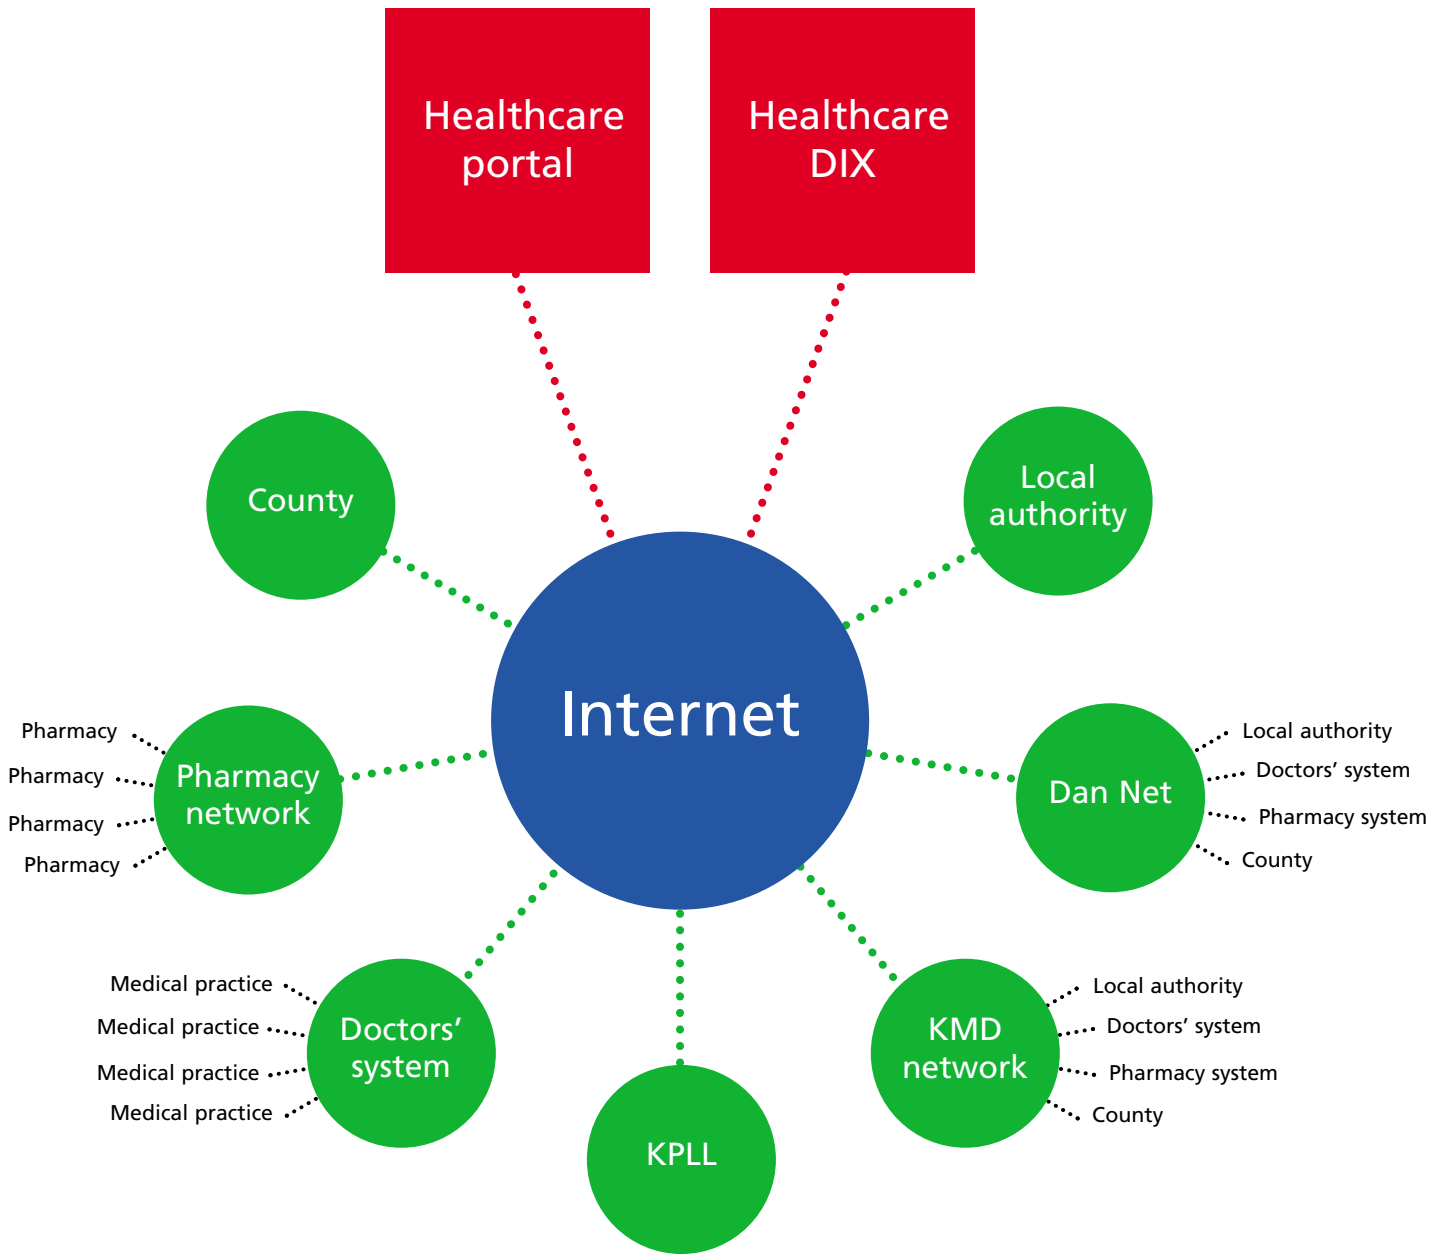 Healthcare
portal
Healthcare
DIX
County
Local
authority
Internet
Pharmacy
Pharmacy
Pharmacy
Pharmacy
Pharmacy
network
Dan Net
Local authority
Doctors’ system
Pharmacy system
County
Medical practice
Medical practice
Medical practice
Medical practice
Doctors’
system
KPLL
KMD
network
Local authority
Doctors’ system
Pharmacy system
County